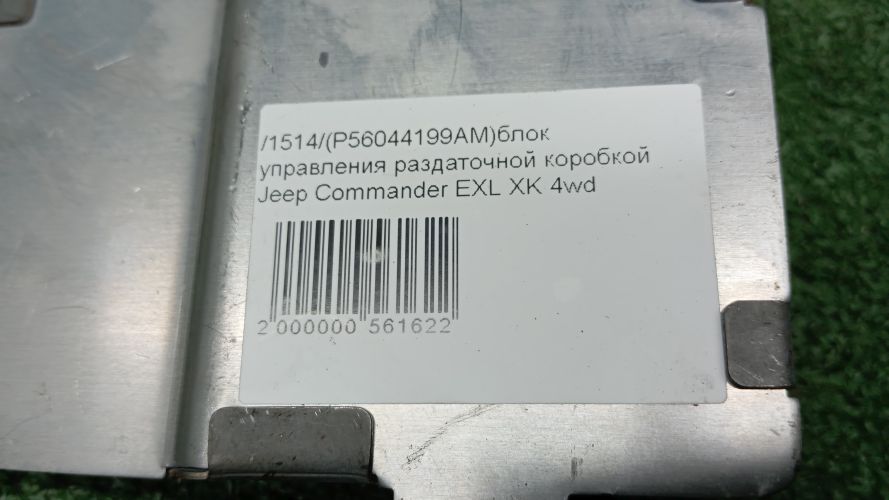 /1514/(P56044199AM)блок
управления раздаточной коробкой
Jeep Commander EXL XK 4wd
2 000000 561622